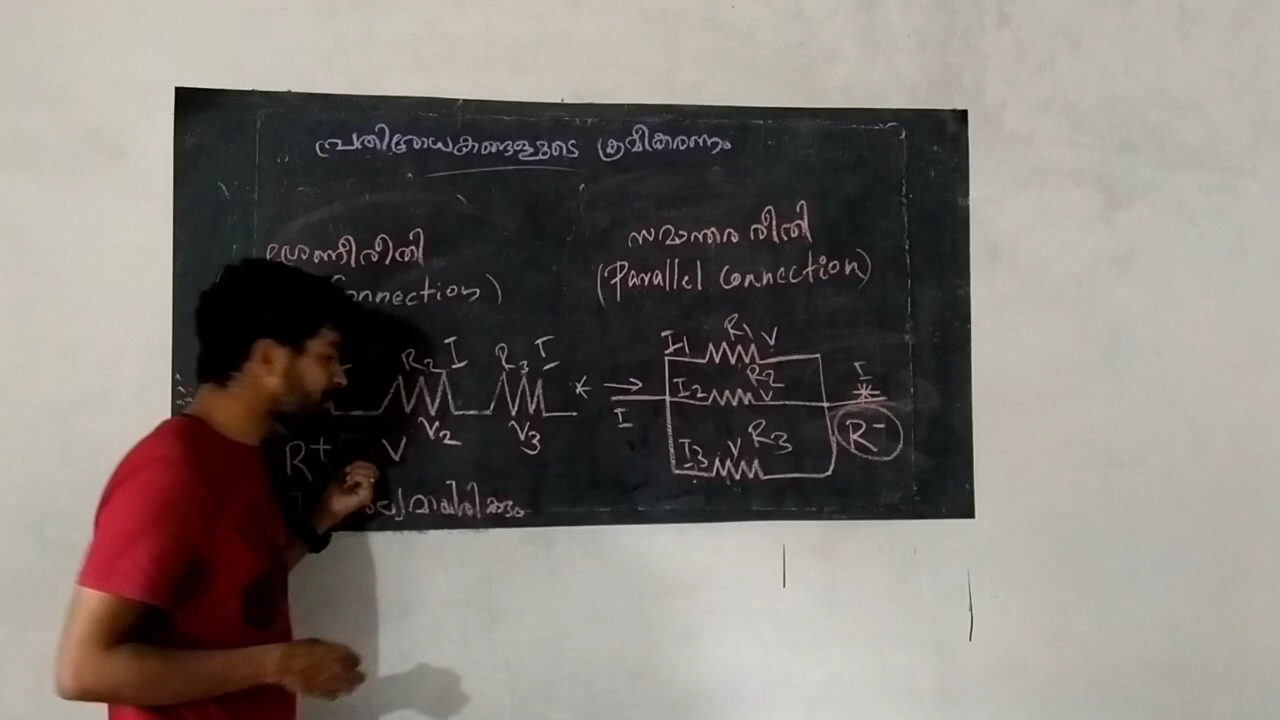 പ്രതിരോധകങ്ങളുടെ ക്രമീകരണം
ശ്രേണീരീതി
Connection)
സമാന്തര രീതി
(Parallel Connection)
R2 I R3 I
V V2 V3
R+
I1 R1 V
I2 R2 V
I3 V R3
I
I
R-